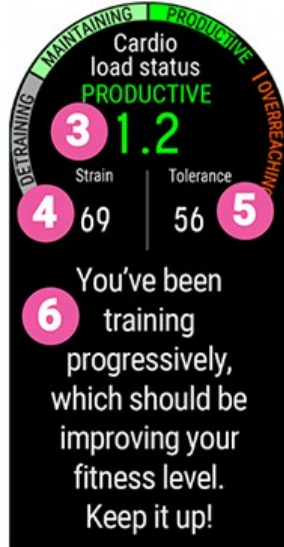 DETRAINING
MAINTAINING
PRODUCTIVE
OVERREACHING
Cardio
load status
PRODUCTIVE
3
1.2
Strain
Tolerance
4
69
56
5
6
You've been
training
progressively,
which should be
improving your
fitness level.
Keep it up!